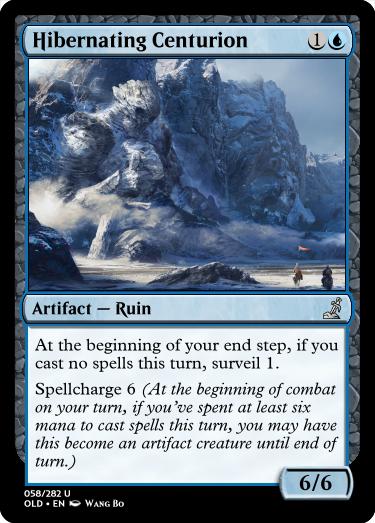 Hibernating Centurion 1
Artifact — Ruin
At the beginning of your end step, if you
cast no spells this turn, surveil 1.
Spellcharge 6 (At the beginning of combat
on your turn, if you've spent at least six
mana to cast spells this turn, you may have
this become an artifact creature until end of
turn.)
6/6
058/282 U
OLD • EN Wang Bo